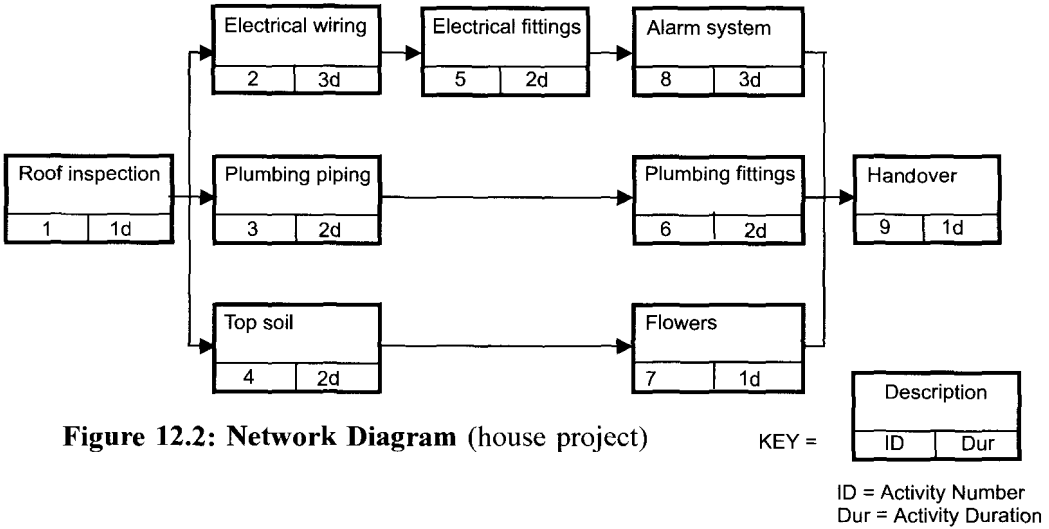 Electrical wiring
2 3d
Electrical fittings
5 2d
Alarm system
8 3d
Roof inspection
1 1d
Plumbing piping
3 2d
Plumbing fittings
6 2d
Handover
9 1d
Top soil
4 2d
Flowers
7 1d
Figure 12.2: Network Diagram (house project)
KEY =
Description
ID Dur
ID = Activity Number
Dur = Activity Duration